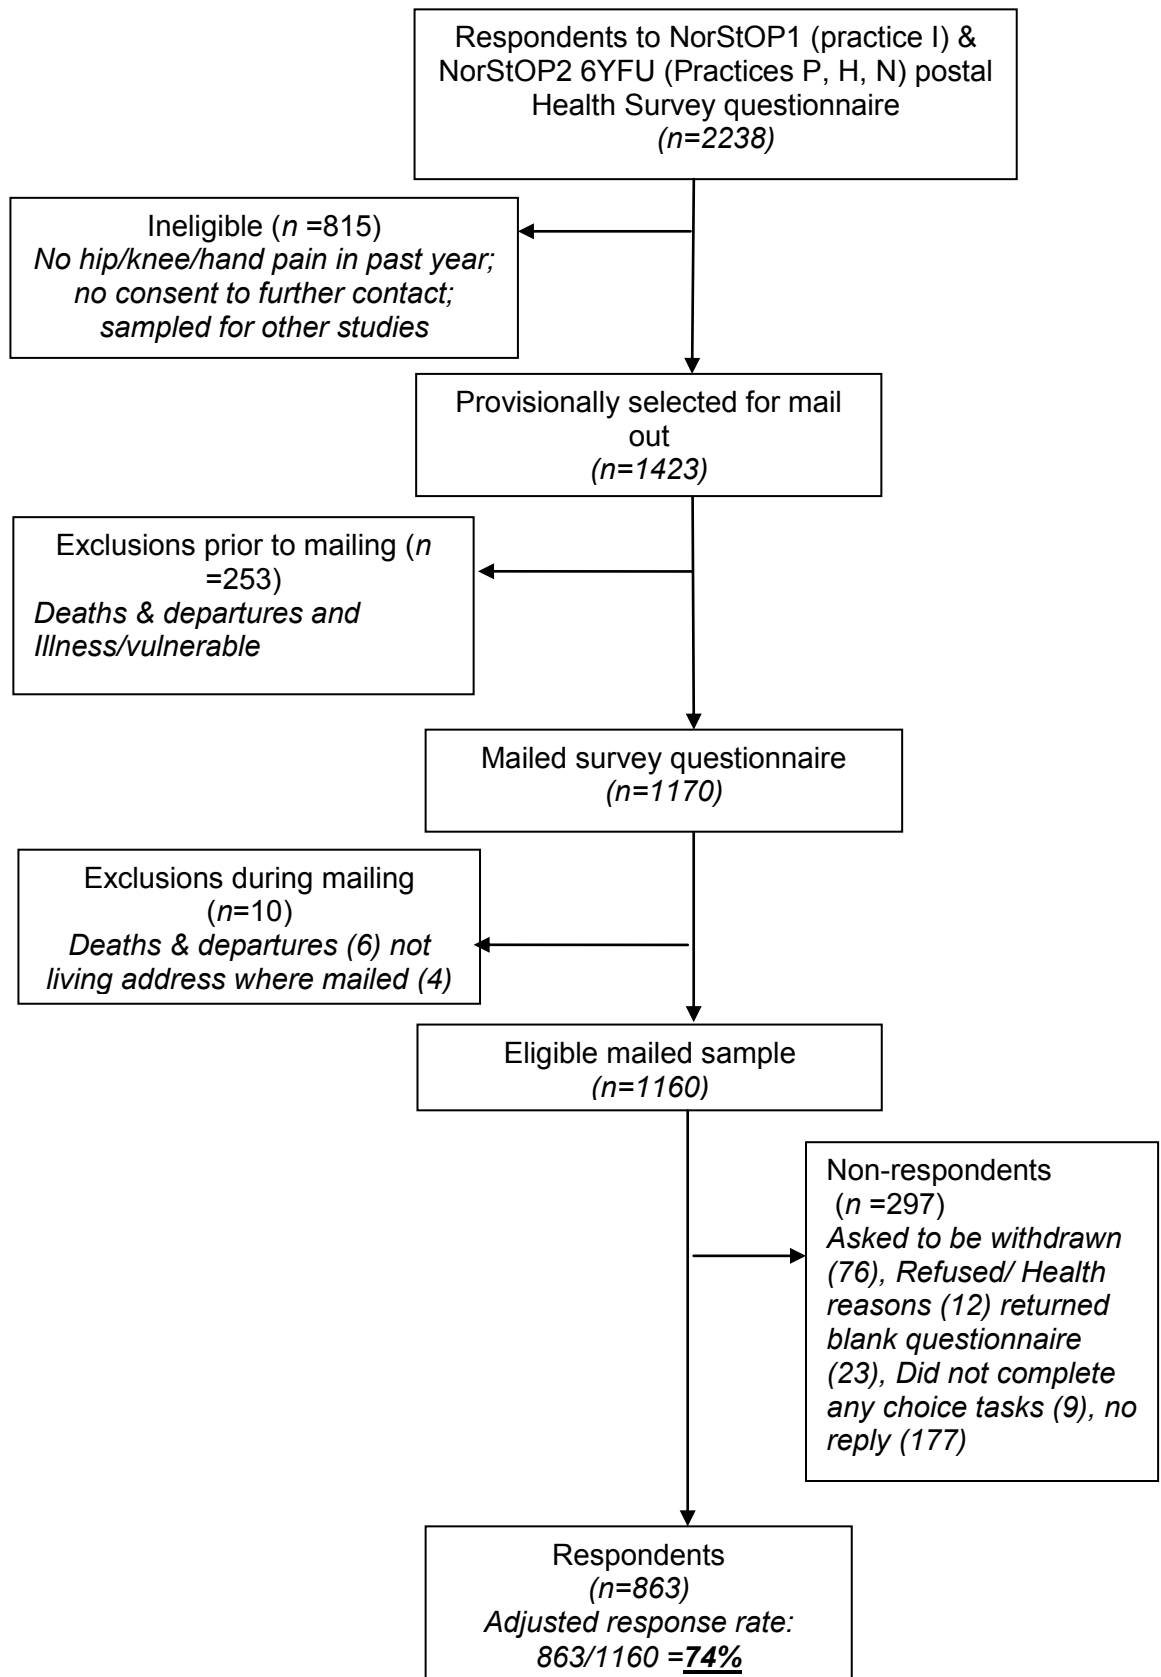 Respondents to NorStOP1 (practice I) &
NorStOP2 6YFU (Practices P, H, N) postal
Health Survey questionnaire
(n=2238)
Ineligible (n =815)
No hip/knee/hand pain in past year;
no consent to further contact;
sampled for other studies
Provisionally selected for mail
out
(n=1423)
Exclusions prior to mailing (n
=253)
Deaths & departures and
Illness/vulnerable
Mailed survey questionnaire
(n=1170)
Exclusions during mailing
(n=10)
Deaths & departures (6) not
living address where mailed (4)
Eligible mailed sample
(n=1160)
Non-respondents
(n =297)
Asked to be withdrawn
(76), Refused/ Health
reasons (12) returned
blank questionnaire
(23), Did not complete
any choice tasks (9), no
reply (177)
Respondents
(n=863)
Adjusted response rate:
863/1160 =74%